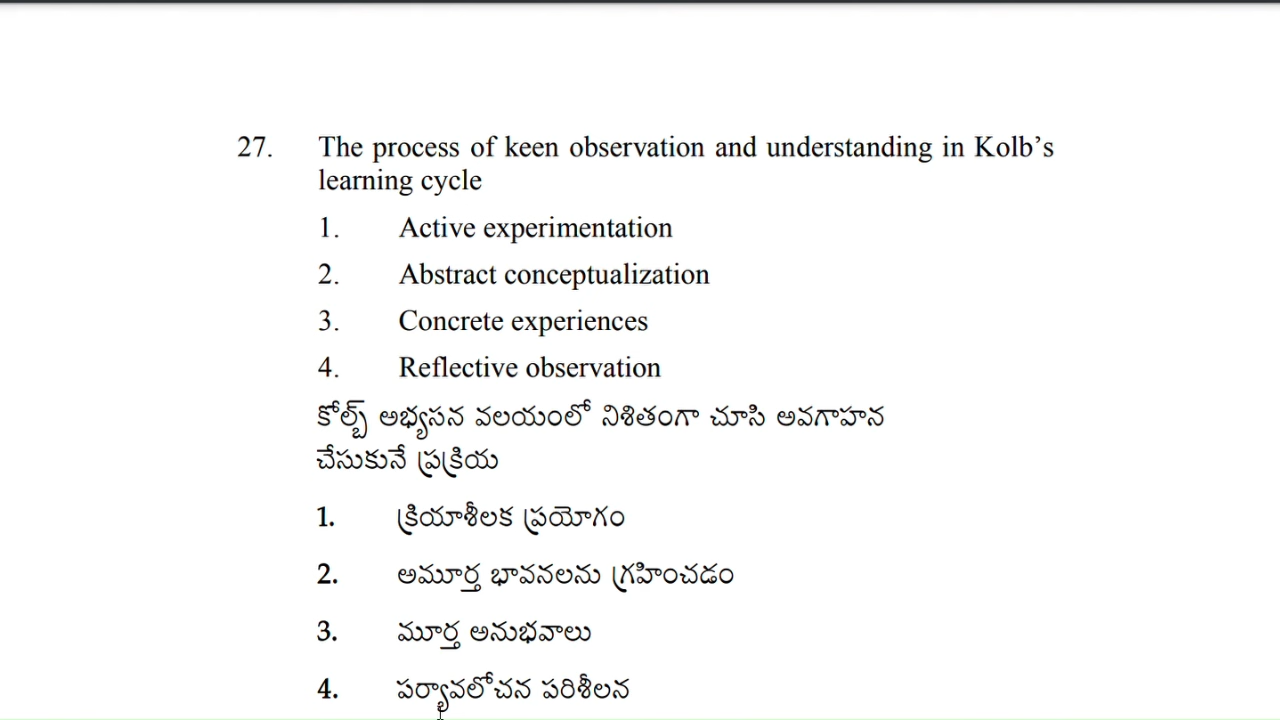 27. The process of keen observation and understanding in Kolb’s
learning cycle
1. Active experimentation
2. Abstract conceptualization
3. Concrete experiences
4. Reflective observation
కోల్బ్ అభ్యసన వలయంలో నిశితంగా చూసి అవగాహన
చేసుకునే ప్రక్రియ
1. క్రియాశీలక ప్రయోగం
2. అమూర్త భావనలను గ్రహించడం
3. మూర్త అనుభవాలు
4. పర్యావలోచన పరిశీలన